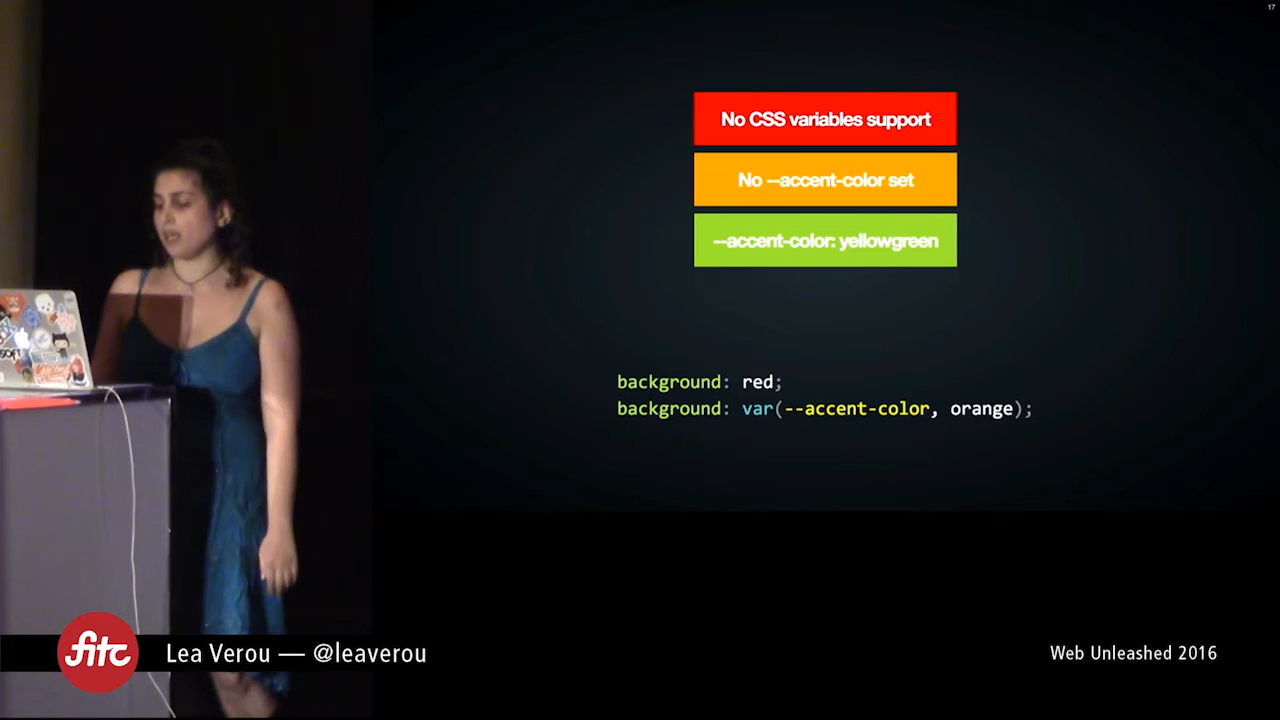 17
No CSS variables support
No --accent-color set
--accent-color: yellowgreen
background: red;
background: var(--accent-color, orange);
fitc
Lea Verou — @leaverou
Web Unleashed 2016